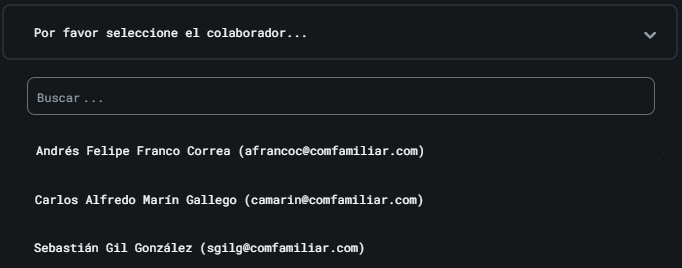 Por favor seleccione el colaborador...
Buscar ...
Andrés Felipe Franco Correa (afrancoc@comfamiliar.com)
Carlos Alfredo Marín Gallego (camarin@comfamiliar.com)
Sebastián Gil González (sgilg@comfamiliar.com)